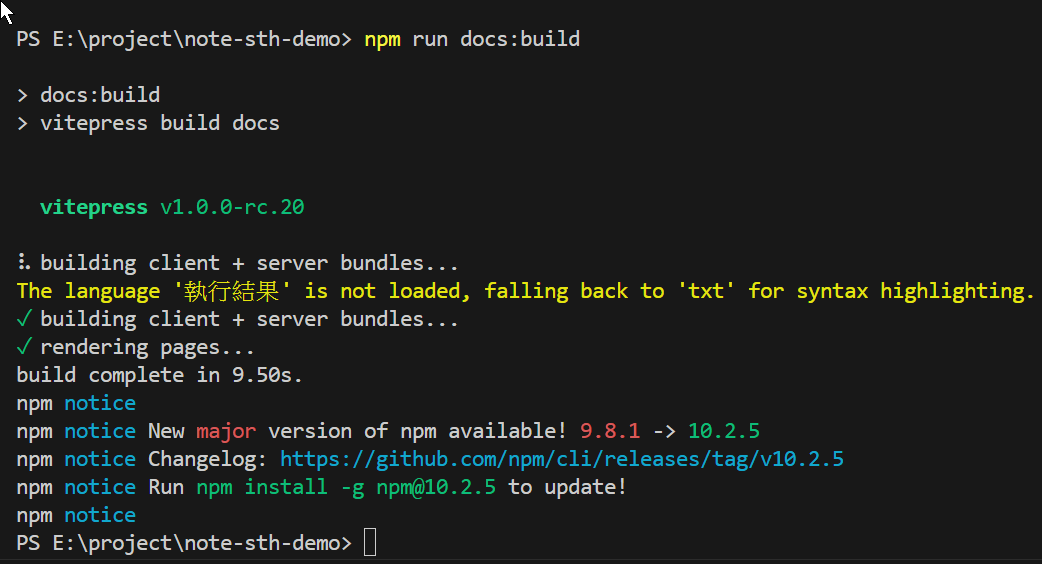 PS E:\project\note-sth-demo> npm run docs:build
> docs:build
> vitepress build docs
vitepress v1.0.0-rc.20
⠧ building client + server bundles...
The language '執行結果' is not loaded, falling back to 'txt' for syntax highlighting.
✓ building client + server bundles...
✓ rendering pages...
build complete in 9.50s.
npm notice
npm notice New major version of npm available! 9.8.1 -> 10.2.5
npm notice Changelog: https://github.com/npm/cli/releases/tag/v10.2.5
npm notice Run npm install -g npm@10.2.5 to update!
npm notice
PS E:\project\note-sth-demo>